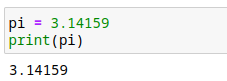 pi = 3.14159
print(pi)
3.14159